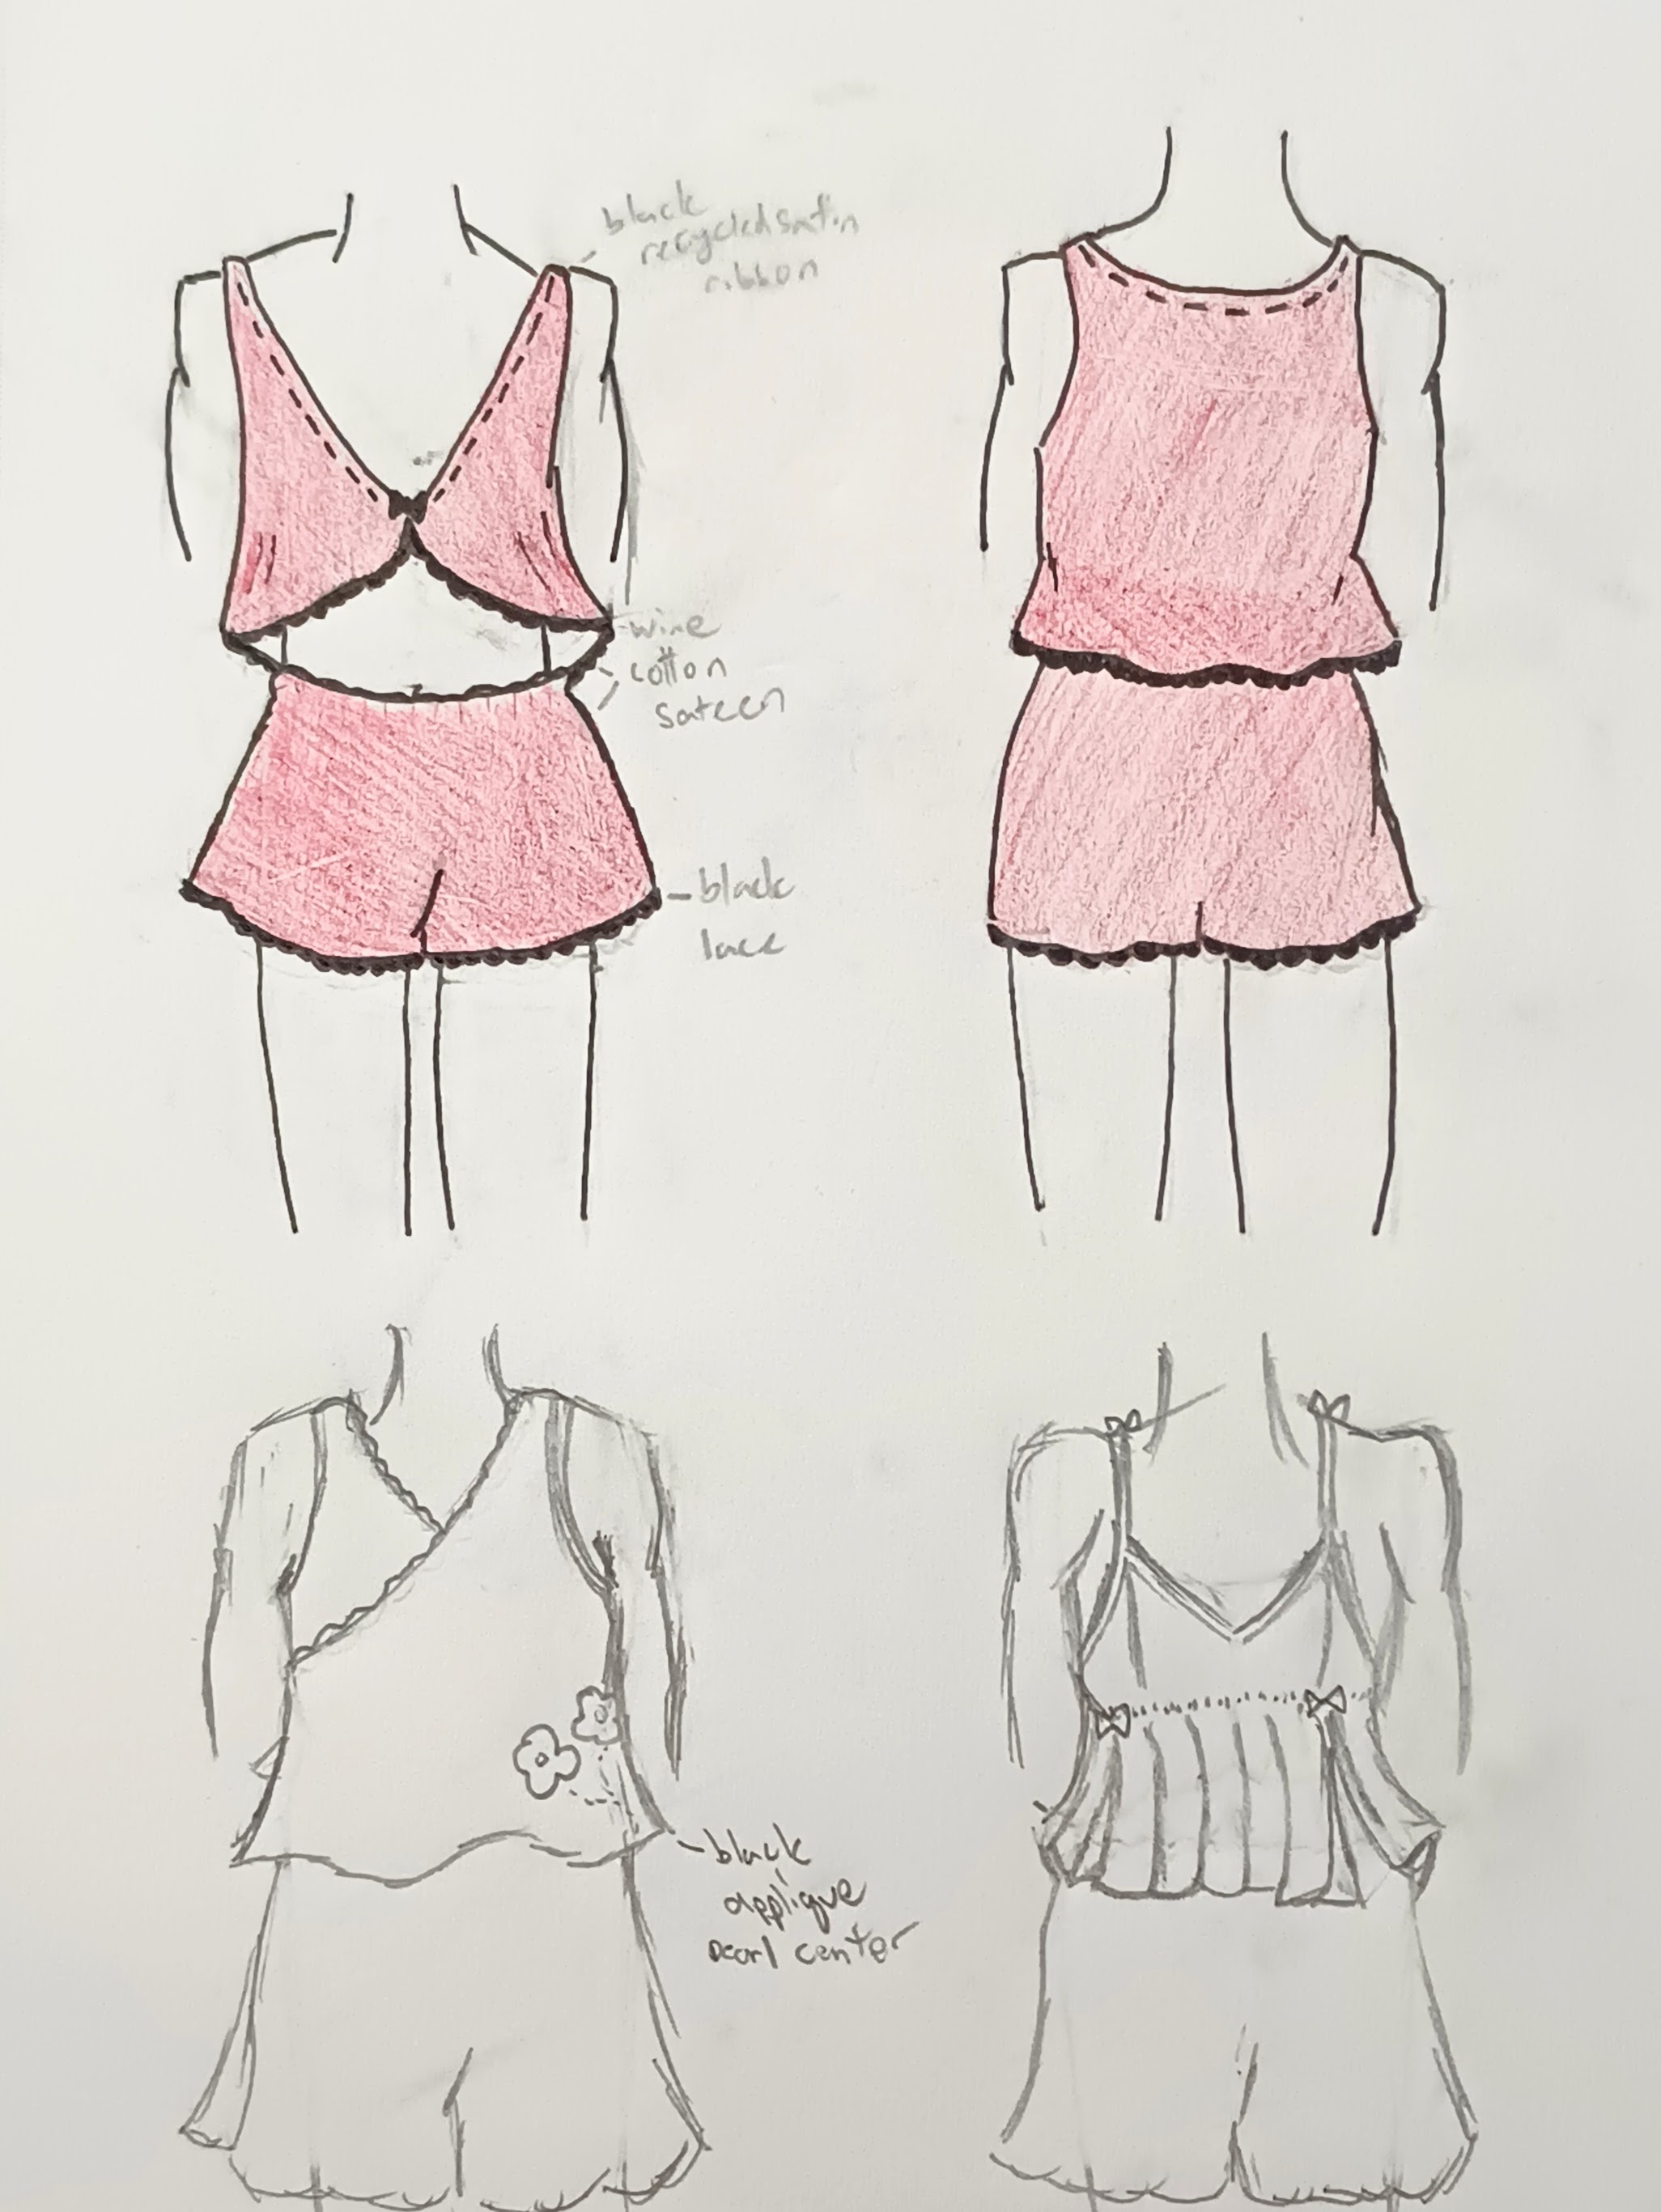 black
recycled satin
ribbon
wine
cotton
sateen
black
lace
black
applique
pearl center